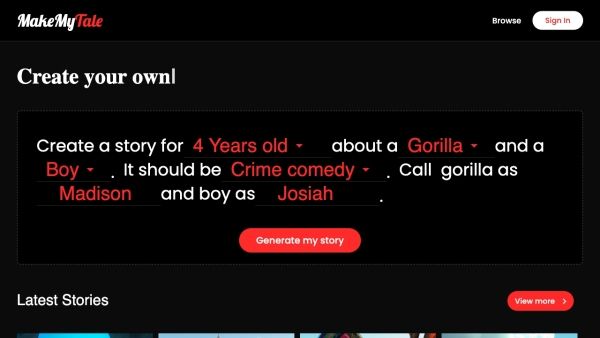 MakeMyTale
Browse
Sign In
Create your own
Create a story for 4 Years old about a Gorilla and a
Boy . It should be Crime comedy . Call gorilla as
Madison and boy as Josiah .
Generate my story
Latest Stories
View more